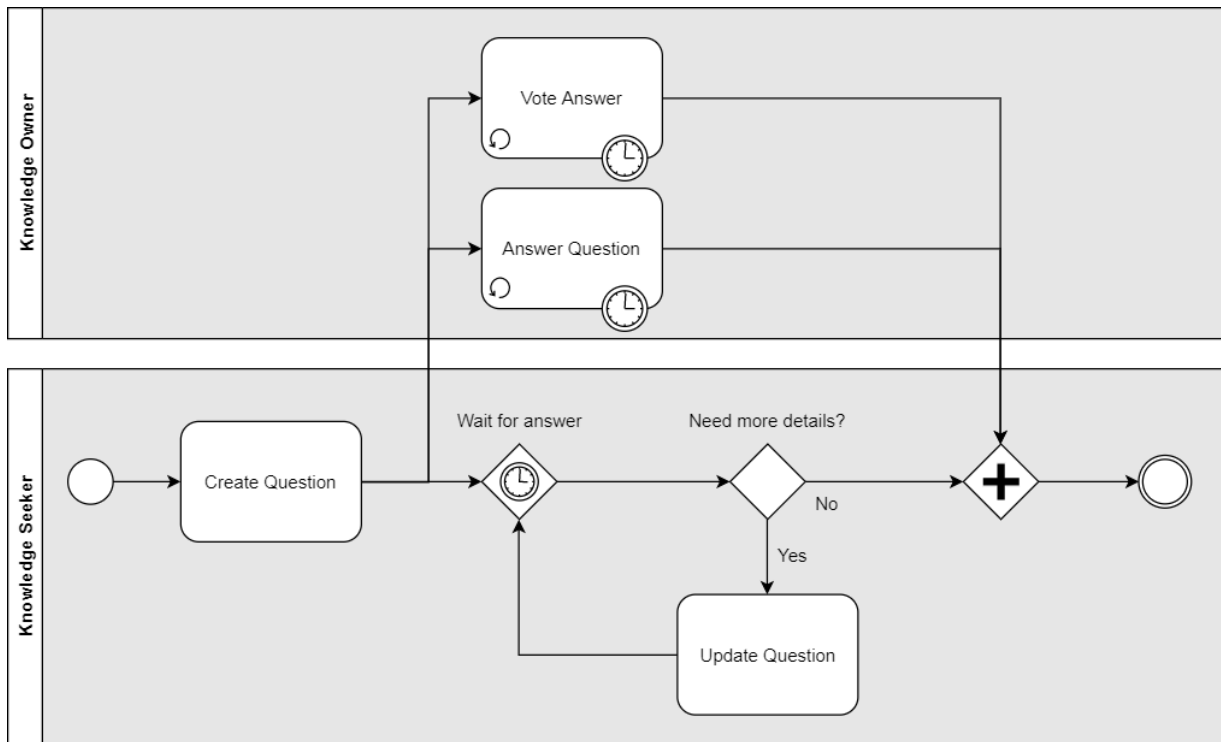 Knowledge Owner
Vote Answer
Answer Question
Knowledge Seeker
Create Question
Wait for answer
Need more details?
No
Yes
Update Question